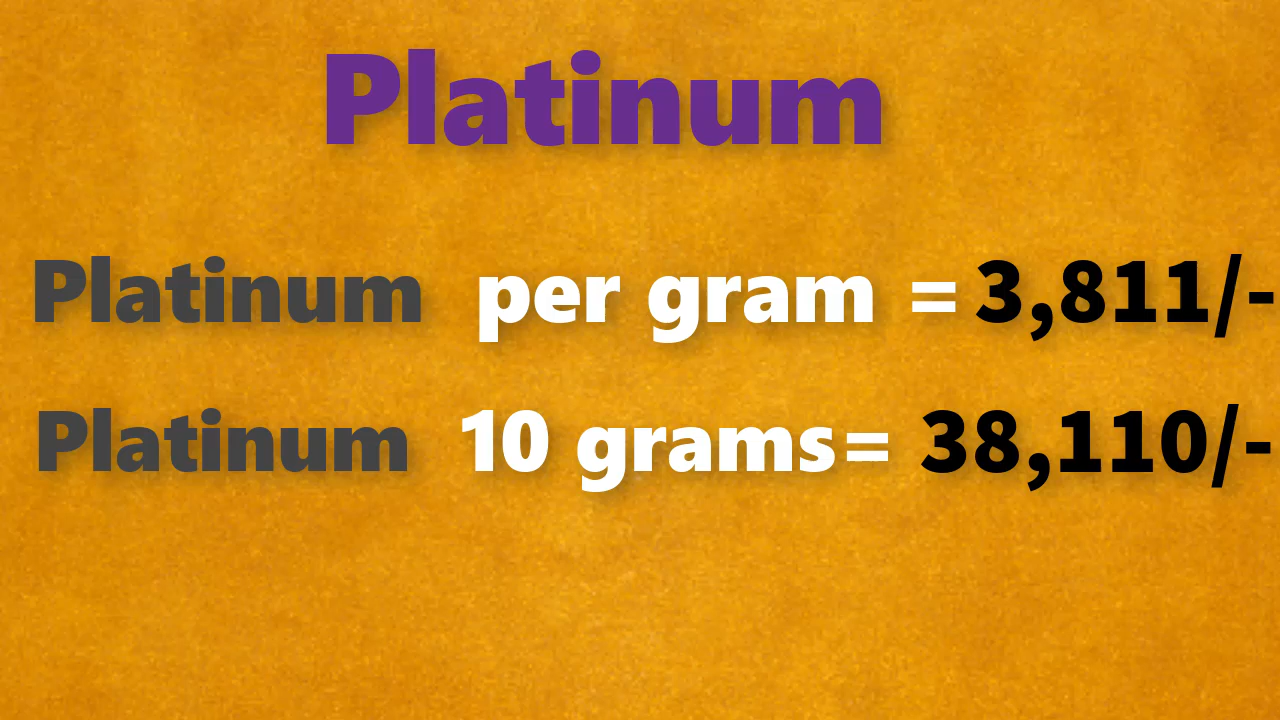 Platinum
Platinum per gram = 3,811/-
Platinum 10 grams= 38,110/-